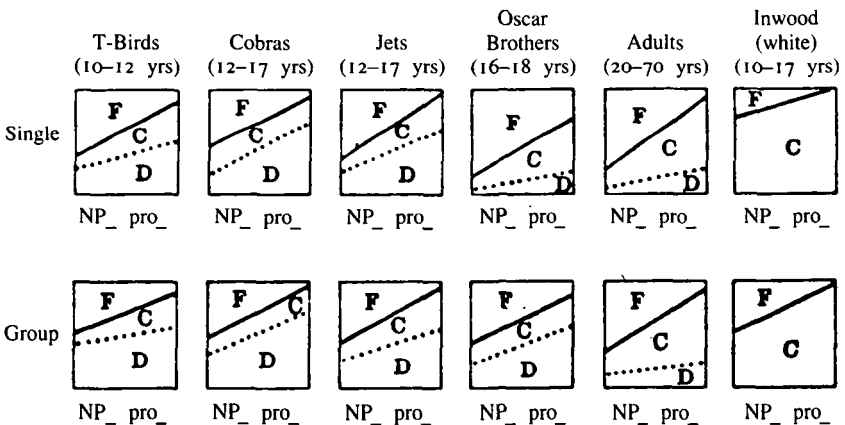 T-Birds
(10–12 yrs)
Cobras
(12–17 yrs)
Jets
(12–17 yrs)
Oscar
Brothers
(16–18 yrs)
Adults
(20–70 yrs)
Inwood
(white)
(10–17 yrs)
Single
F
C
D
F
C
D
F
C
D
F
C
D
F
C
D
F
C
NP_ pro_
NP_ pro_
NP_ pro_
NP_ pro_
NP_ pro_
NP_ pro_
Group
F
C
D
F
C
D
F
C
D
F
C
D
F
C
D
F
C
NP_ pro_
NP_ pro_
NP_ pro_
NP_ pro_
NP_ pro_
NP_ pro_